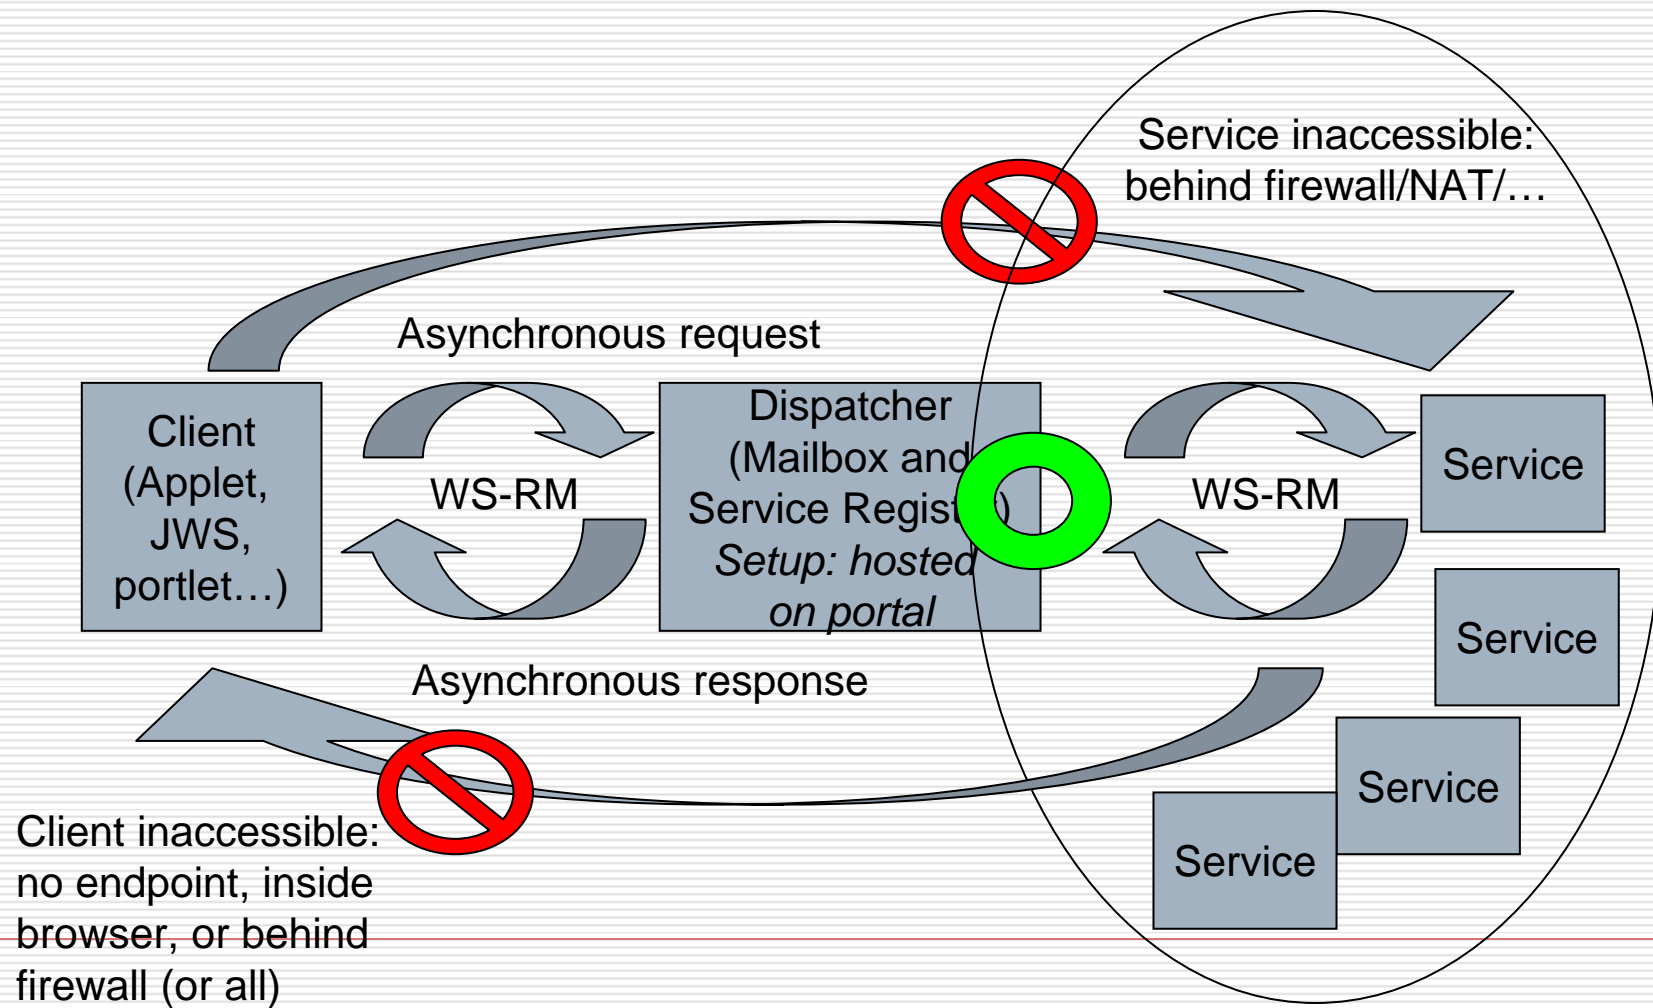 Service inaccessible:
behind firewall/NAT/…
Asynchronous request
Client
(Applet,
JWS,
portlet…)
WS-RM
Dispatcher
(Mailbox and
Service Registry)
Setup: hosted
on portal
WS-RM
Service
Service
Service
Service
Asynchronous response
Client inaccessible:
no endpoint, inside
browser, or behind
firewall (or all)